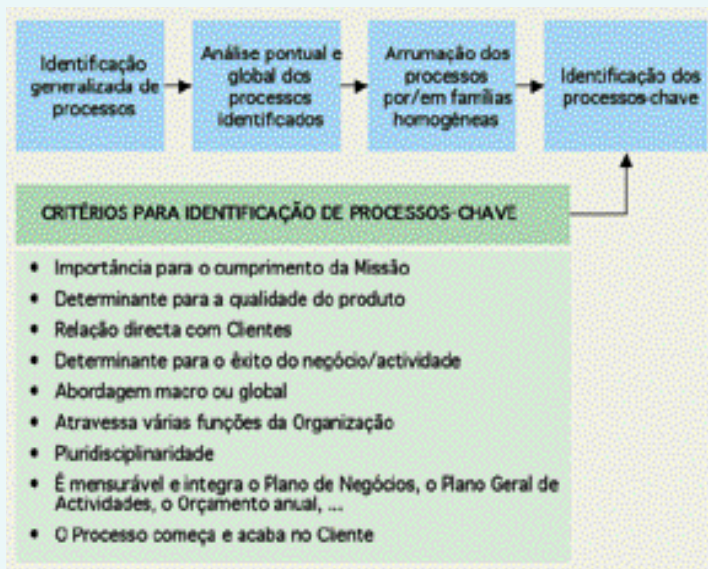 Identificação
generalizada de
processos
Análise pontual e
global dos
processos
identificados
Arrumação dos
processos
por/em famílias
homogéneas
Identificação dos
processos-chave
CRITÉRIOS PARA IDENTIFICAÇÃO DE PROCESSOS-CHAVE
• Importância para o cumprimento da Missão
• Determinante para a qualidade do produto
• Relação directa com Clientes
• Determinante para o êxito do negócio/actividade
• Abordagem macro ou global
• Atravessa várias funções da Organização
• Pluridisciplinaridade
• É mensurável e integra o Plano de Negócios, o Plano Geral de
Actividades, o Orçamento anual, ...
• O Processo começa e acaba no Cliente